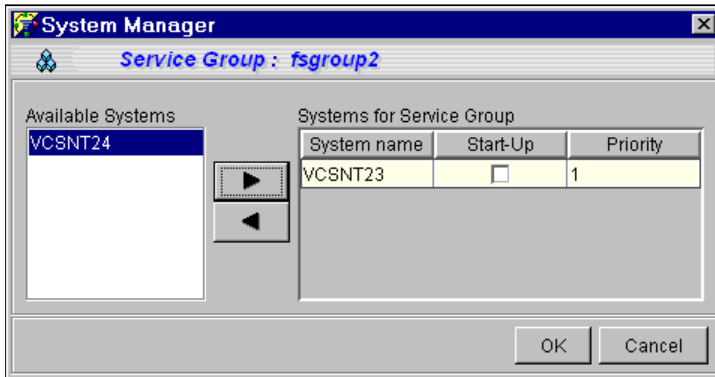 System Manager
Service Group : fsgroup2
Available Systems
VCSNT24
Systems for Service Group
System name Start-Up Priority
VCSNT23 1
OK Cancel